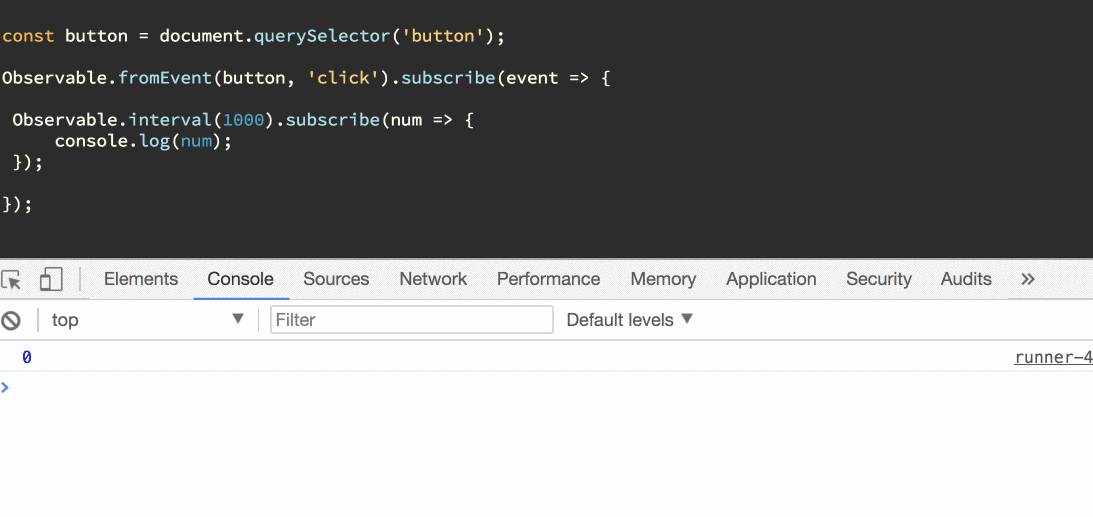 const button = document.querySelector('button');
Observable.fromEvent(button, 'click').subscribe(event => {
Observable.interval(1000).subscribe(num => {
console.log(num);
});
});
Elements Console Sources Network Performance Memory Application Security Audits »
top ▼ Filter Default levels ▼
0 runner-4
>